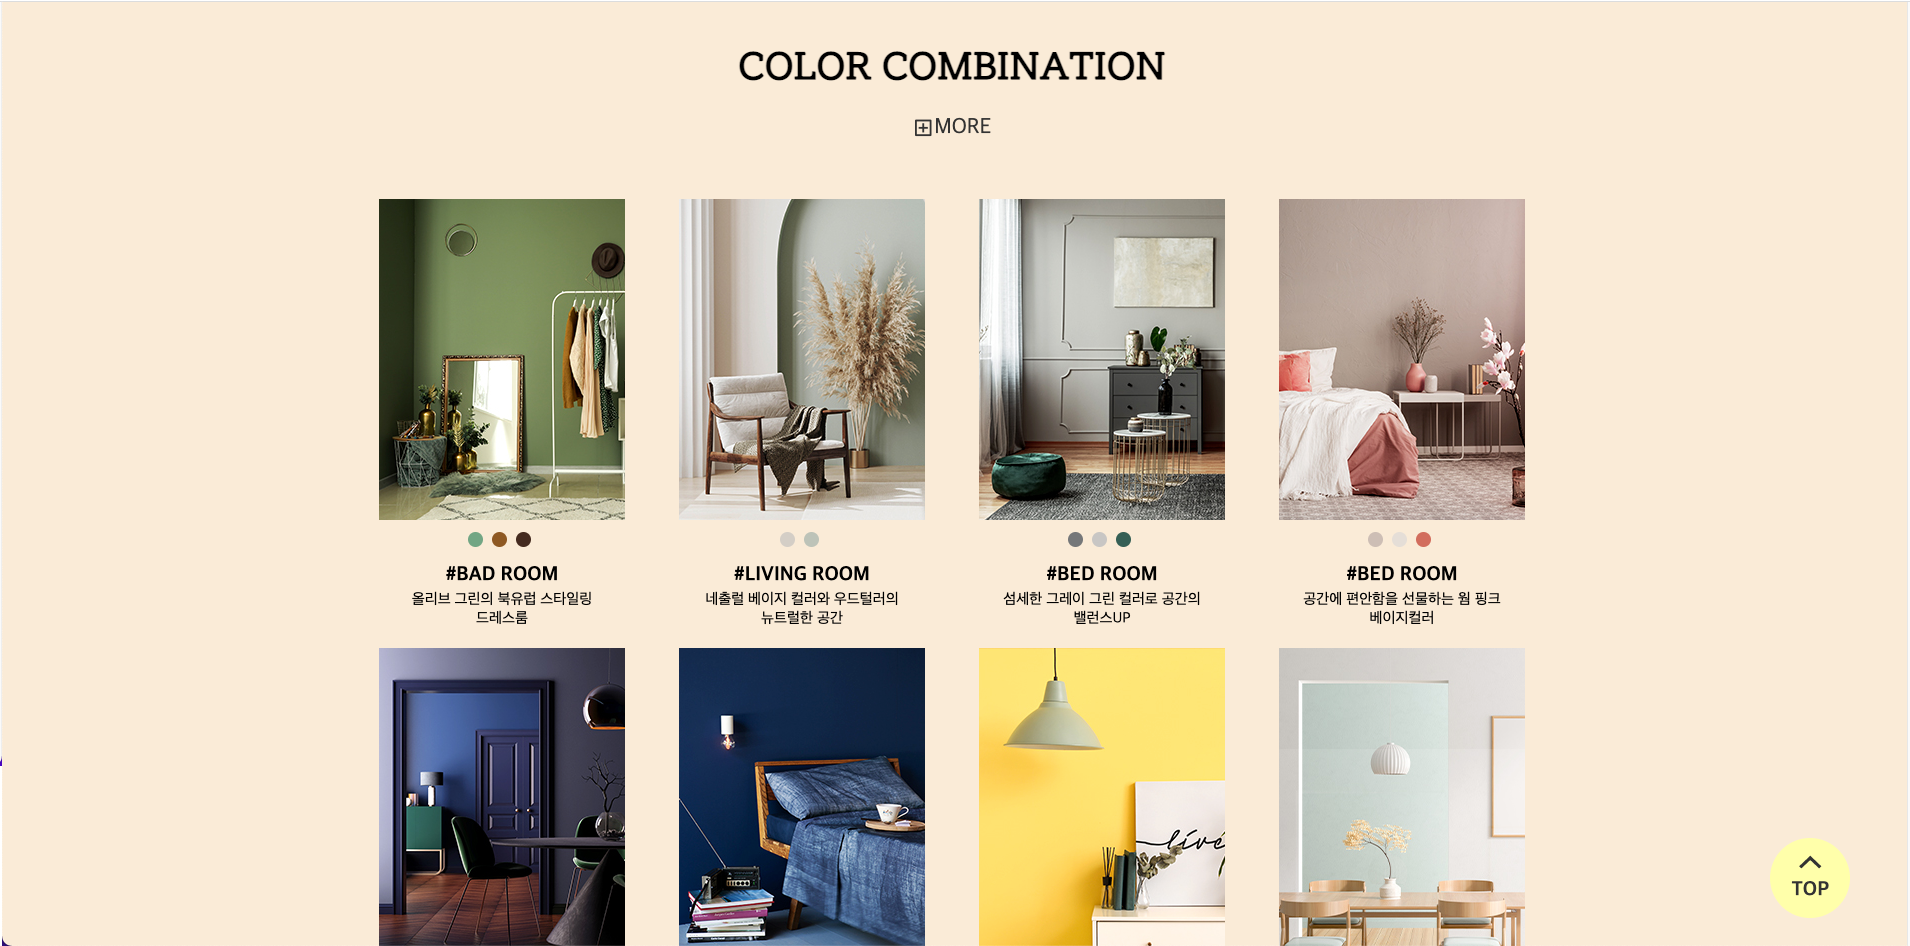 COLOR COMBINATION
MORE
#BAD ROOM
올리브 그린의 북유럽 스타일링
드레스룸
#LIVING ROOM
네츌럴 베이지 컬러와 우드털러의
뉴트럴한 공간
#BED ROOM
섬세한 그레이 그린 컬러로 공간의
밸런스UP
#BED ROOM
공간에 편안함을 선물하는 웜 핑크
베이지컬러
live
TOP